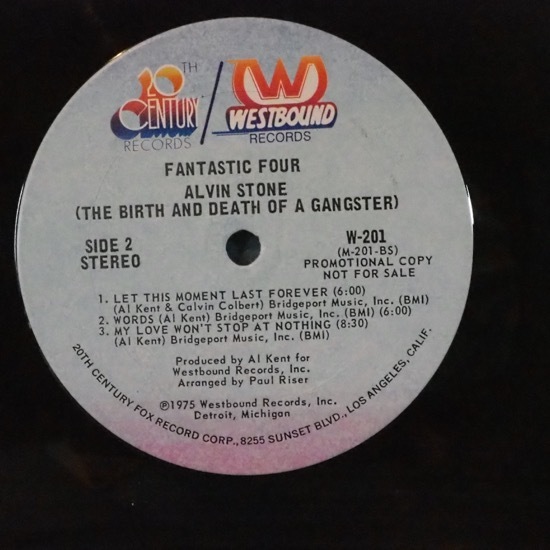 20TH
CENTURY
RECORDS
W
WESTBOUND
RECORDS
FANTASTIC FOUR
ALVIN STONE
(THE BIRTH AND DEATH OF A GANGSTER)
SIDE 2
STEREO
W-201
(M-201-BS)
PROMOTIONAL COPY
NOT FOR SALE
1. LET THIS MOMENT LAST FOREVER (6:00)
(Al Kent & Calvin Colbert) Bridgeport Music, Inc. (BMI)
2. WORDS (Al Kent) Bridgeport Music, Inc. (BMI) (6:00)
3. MY LOVE WON'T STOP AT NOTHING (8:30)
(Al Kent) Bridgeport Music, Inc. (BMI)
Produced by Al Kent for
Westbound Records, Inc.
Arranged by Paul Riser
℗1975 Westbound Records, Inc.
Detroit, Michigan
20TH CENTURY FOX RECORD CORP., 8255 SUNSET BLVD., LOS ANGELES, CALIF.